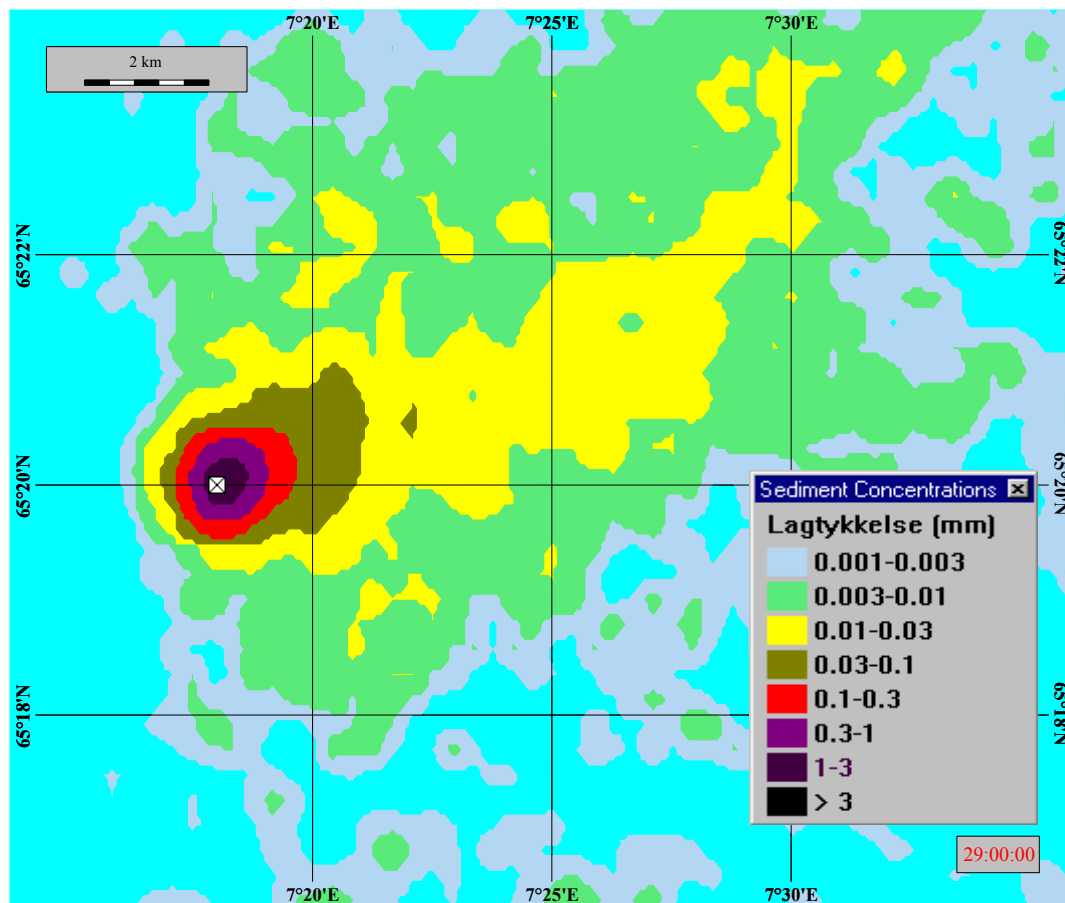 7°20'E 7°25'E 7°30'E
2 km
65°22'N 65°22'N
65°20'N 65°20'N
Sediment Concentrations
Lagtykkelse (mm)
0.001-0.003
0.003-0.01
0.01-0.03
0.03-0.1
0.1-0.3
0.3-1
1-3
> 3
65°18'N 65°18'N
29:00:00
7°20'E 7°25'E 7°30'E